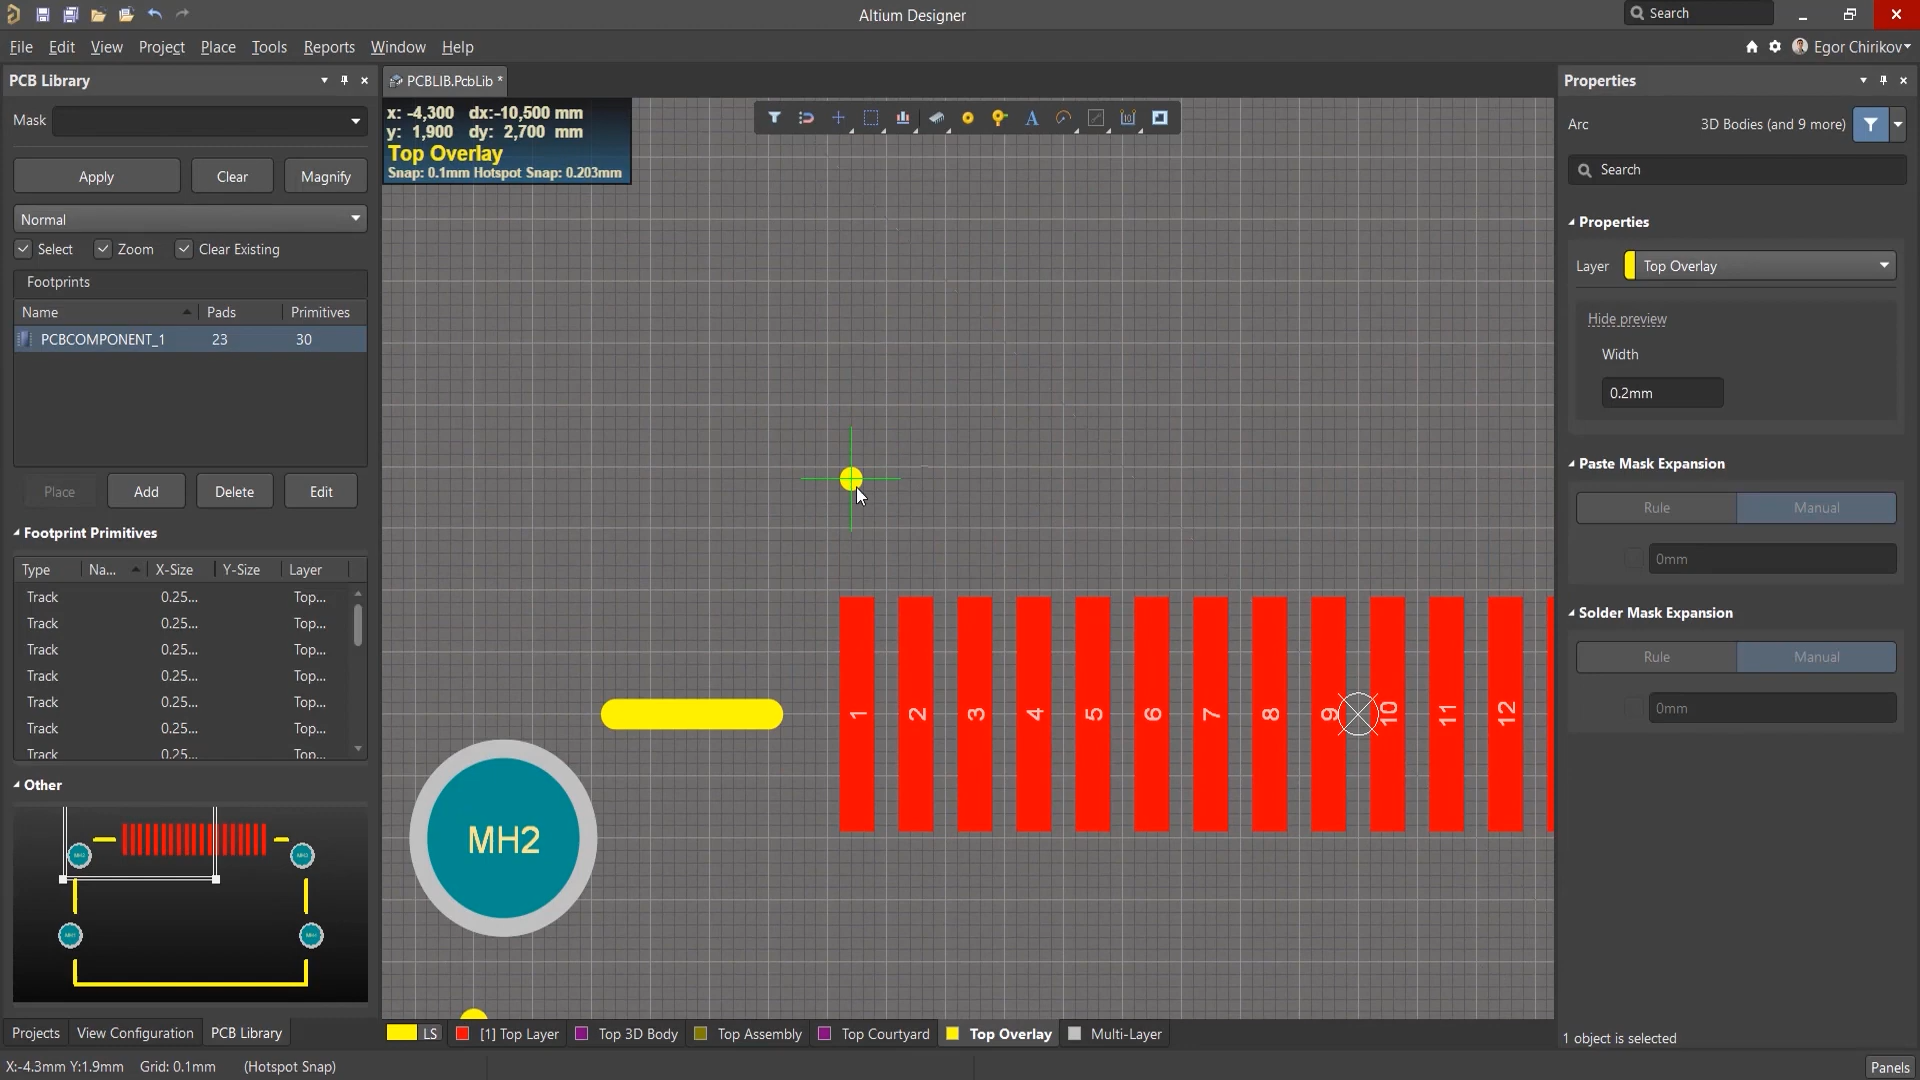 Altium Designer
Search
File Edit View Project Place Tools Reports Window Help
Egor Chirikov
PCB Library
PCBLIB.PcbLib *
Properties
Mask
x: -4,300 dx:-10,500 mm
y: 1,900 dy: 2,700 mm
Top Overlay
Snap: 0.1mm Hotspot Snap: 0.203mm
Arc
3D Bodies (and 9 more)
Apply
Clear
Magnify
Search
Normal
Select
Zoom
Clear Existing
Properties
Footprints
Layer
Top Overlay
Name Pads Primitives
PCBCOMPONENT_1 23 30
Hide preview
Width
0.2mm
Place
Add
Delete
Edit
Paste Mask Expansion
Rule
Manual
0mm
Footprint Primitives
Type Na... X-Size Y-Size Layer
Track 0.25... Top...
Track 0.25... Top...
Track 0.25... Top...
Track 0.25... Top...
Track 0.25... Top...
Track 0.25... Top...
Track 0.25... Top...
Solder Mask Expansion
Rule
Manual
0mm
1 2 3 4 5 6 7 8 9 10 11 12
MH2
Other
Projects
View Configuration
PCB Library
LS
[1] Top Layer
Top 3D Body
Top Assembly
Top Courtyard
Top Overlay
Multi-Layer
1 object is selected
X:-4.3mm Y:1.9mm Grid: 0.1mm (Hotspot Snap)
Panels